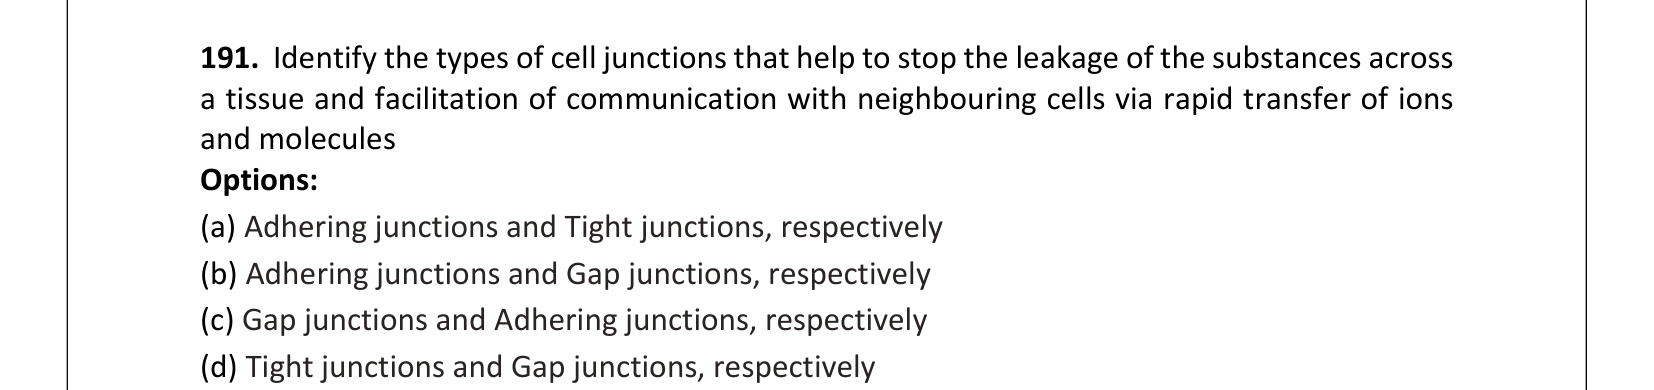 191. Identify the types of cell junctions that help to stop the leakage of the substances across
a tissue and facilitation of communication with neighbouring cells via rapid transfer of ions
and molecules
Options:
(a) Adhering junctions and Tight junctions, respectively
(b) Adhering junctions and Gap junctions, respectively
(c) Gap junctions and Adhering junctions, respectively
(d) Tight junctions and Gap junctions, respectively